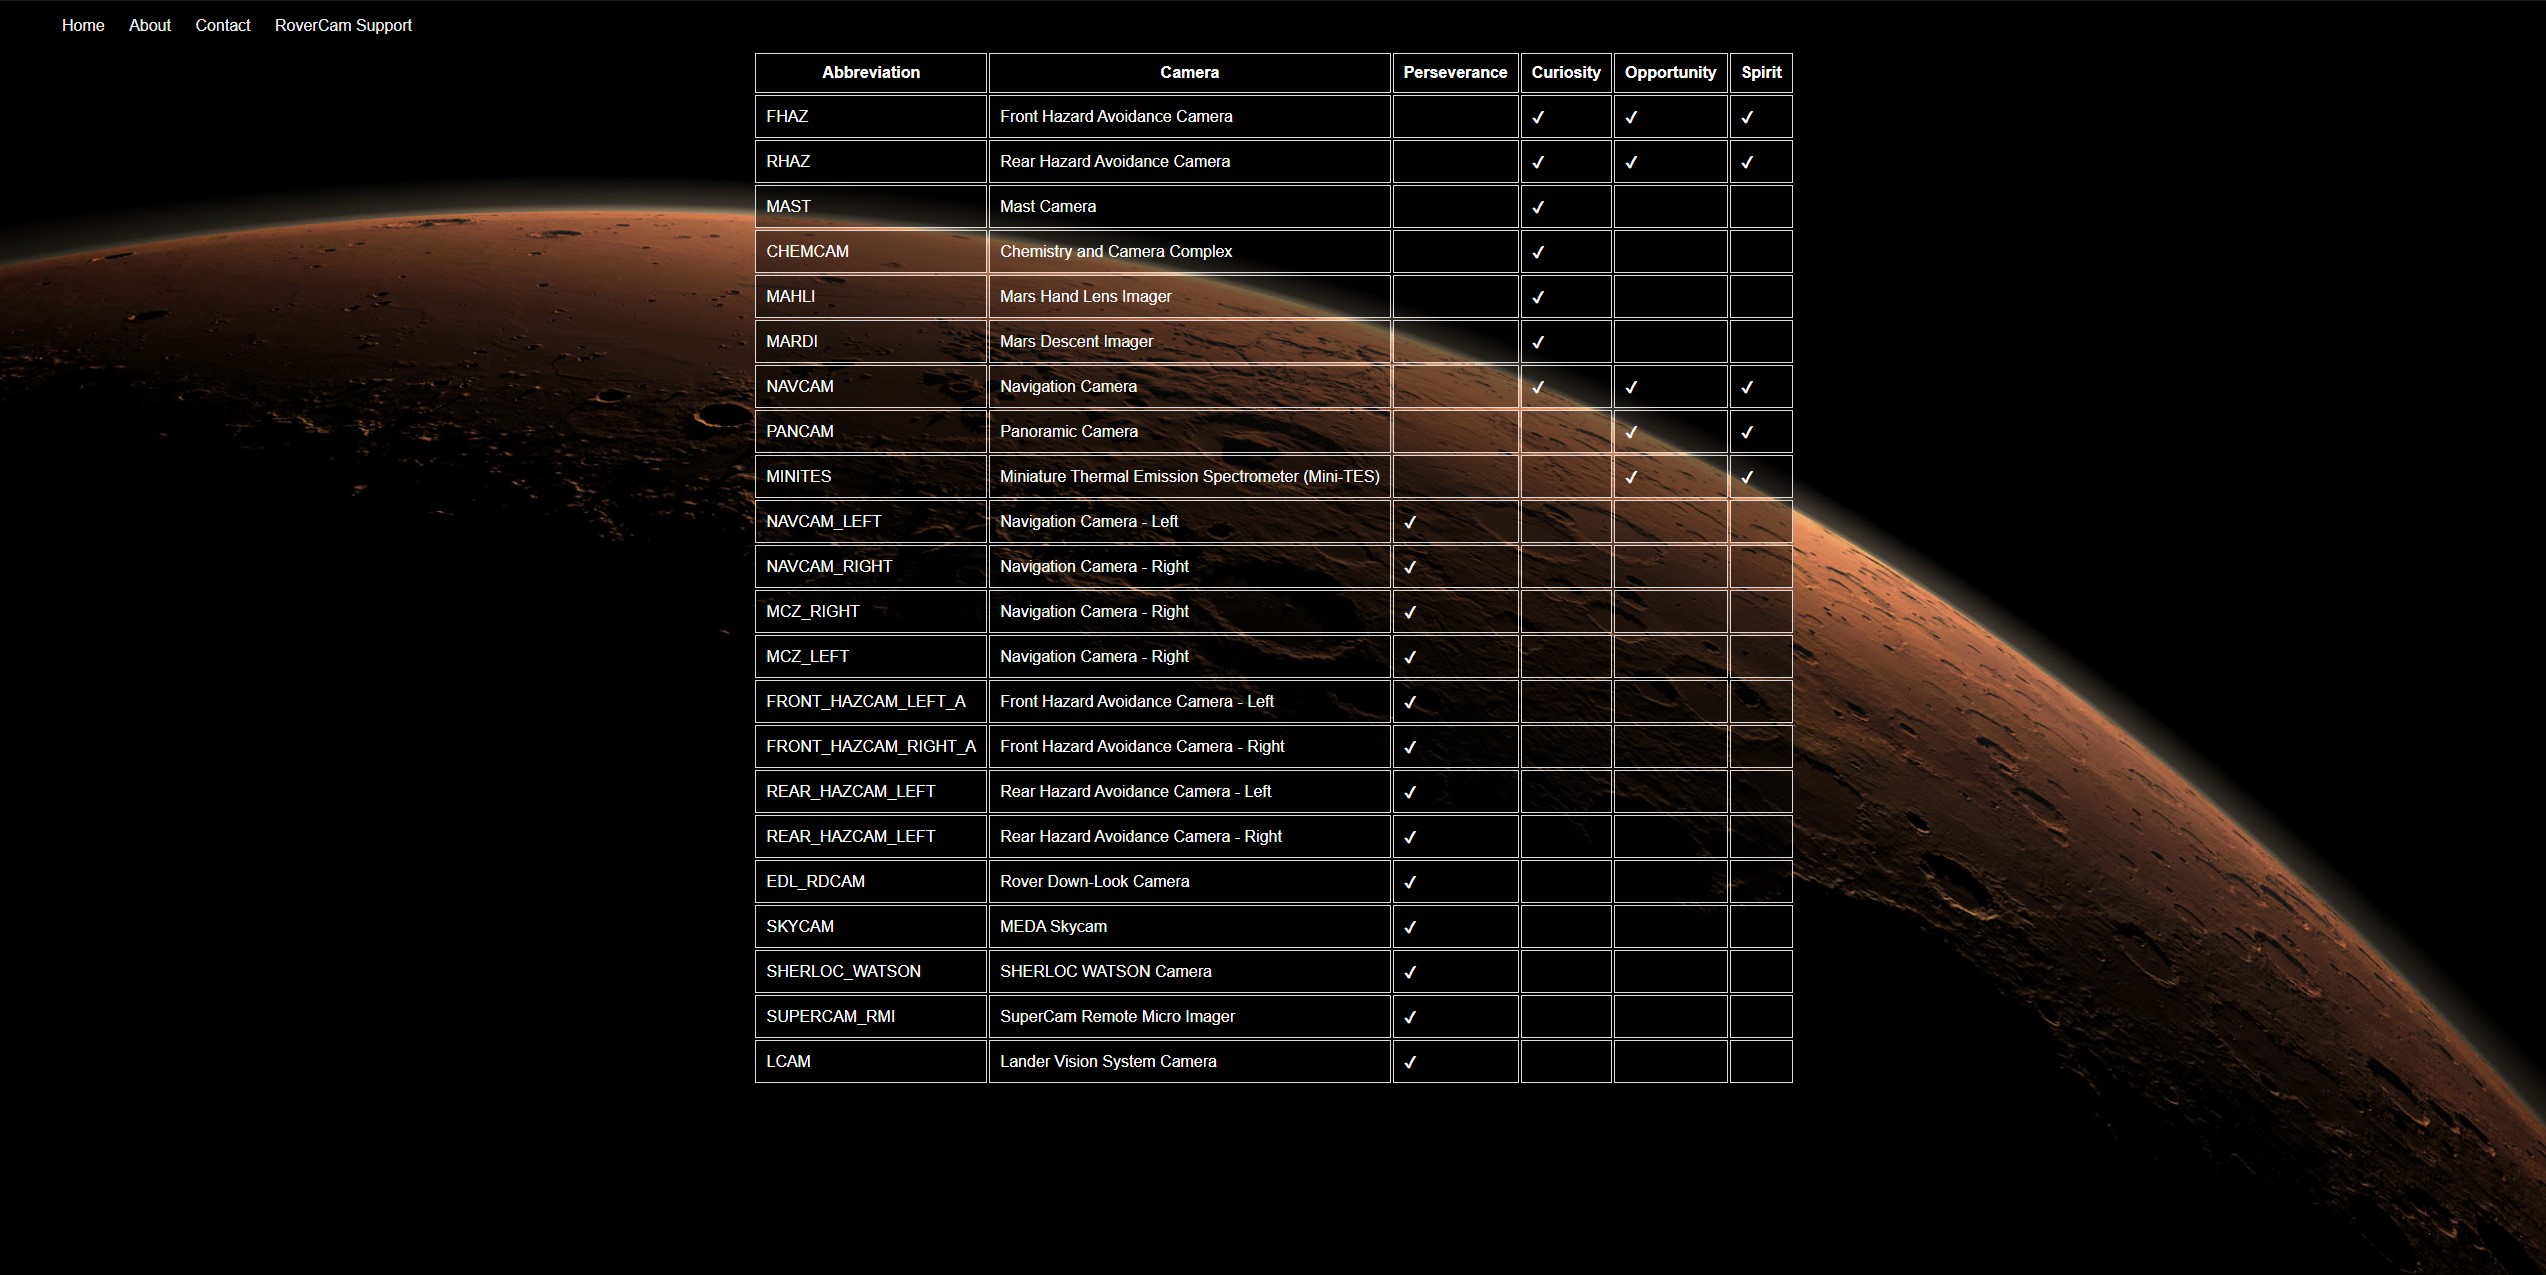 Home About Contact RoverCam Support
Abbreviation Camera Perseverance Curiosity Opportunity Spirit
FHAZ Front Hazard Avoidance Camera ✓ ✓ ✓
RHAZ Rear Hazard Avoidance Camera ✓ ✓ ✓
MAST Mast Camera ✓
CHEMCAM Chemistry and Camera Complex ✓
MAHLI Mars Hand Lens Imager ✓
MARDI Mars Descent Imager ✓
NAVCAM Navigation Camera ✓ ✓ ✓
PANCAM Panoramic Camera ✓ ✓
MINITES Miniature Thermal Emission Spectrometer (Mini-TES) ✓ ✓
NAVCAM_LEFT Navigation Camera - Left ✓
NAVCAM_RIGHT Navigation Camera - Right ✓
MCZ_RIGHT Navigation Camera - Right ✓
MCZ_LEFT Navigation Camera - Right ✓
FRONT_HAZCAM_LEFT_A Front Hazard Avoidance Camera - Left ✓
FRONT_HAZCAM_RIGHT_A Front Hazard Avoidance Camera - Right ✓
REAR_HAZCAM_LEFT Rear Hazard Avoidance Camera - Left ✓
REAR_HAZCAM_LEFT Rear Hazard Avoidance Camera - Right ✓
EDL_RDCAM Rover Down-Look Camera ✓
SKYCAM MEDA Skycam ✓
SHERLOC_WATSON SHERLOC WATSON Camera ✓
SUPERCAM_RMI SuperCam Remote Micro Imager ✓
LCAM Lander Vision System Camera ✓